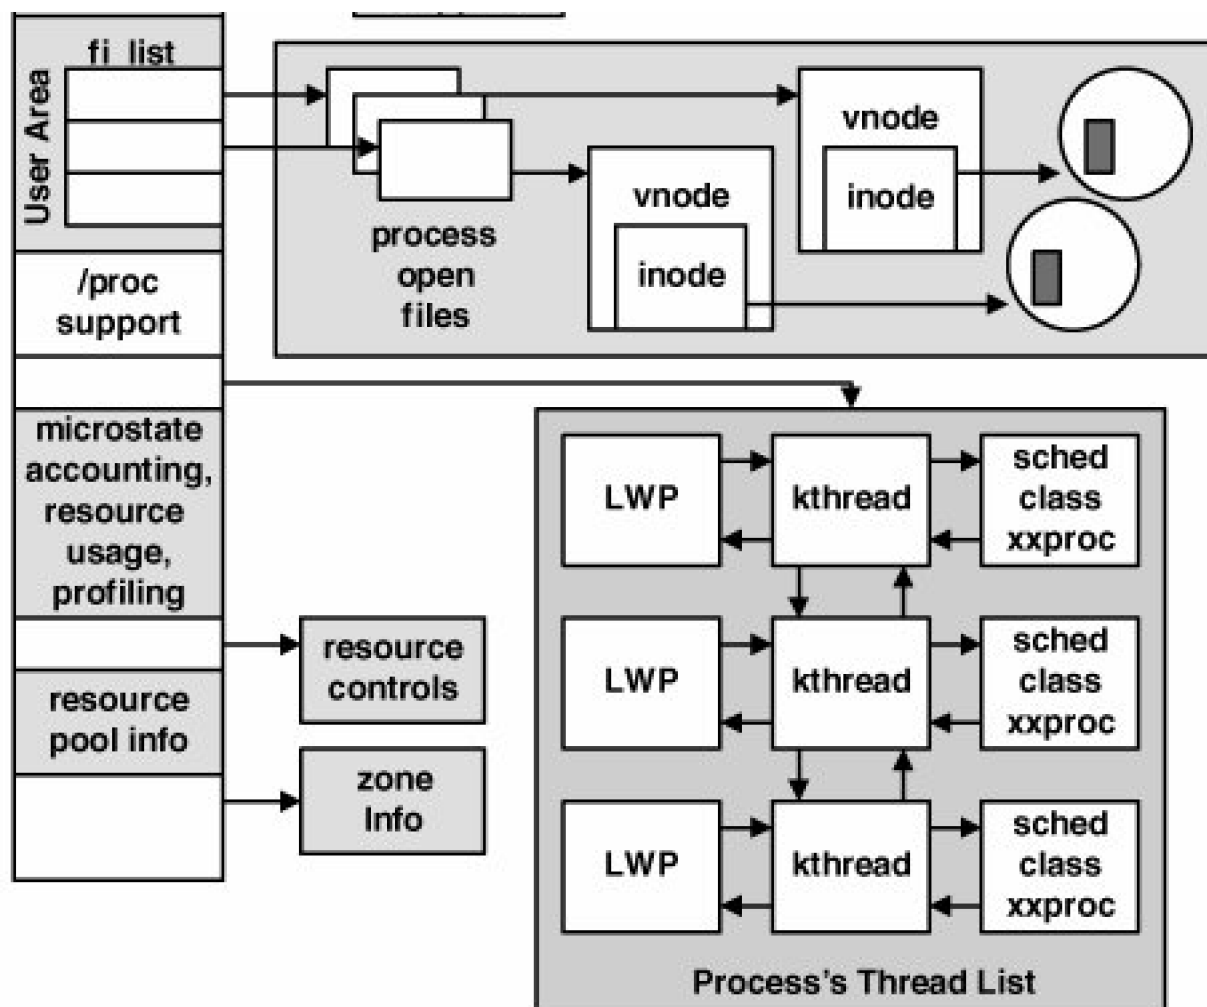 fi_list
User Area
/proc
support
microstate
accounting,
resource
usage,
profiling
resource
pool info
process
open
files
vnode
inode
vnode
inode
resource
controls
zone
Info
LWP
kthread
sched
class
xxproc
LWP
kthread
sched
class
xxproc
LWP
kthread
sched
class
xxproc
Process's Thread List